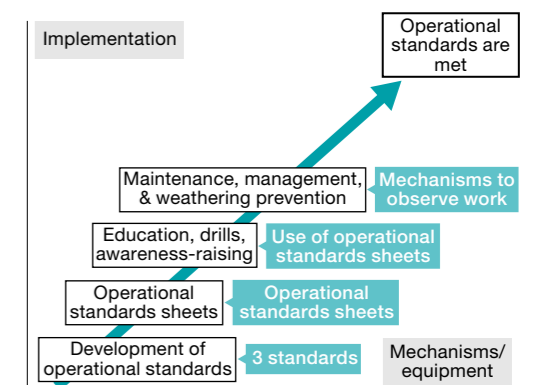 Implementation
Operational
standards are
met
Maintenance, management,
& weathering prevention
Mechanisms to
observe work
Education, drills,
awareness-raising
Use of operational
standards sheets
Operational
standards sheets
Operational
standards sheets
Development of
operational standards
3 standards
Mechanisms/
equipment